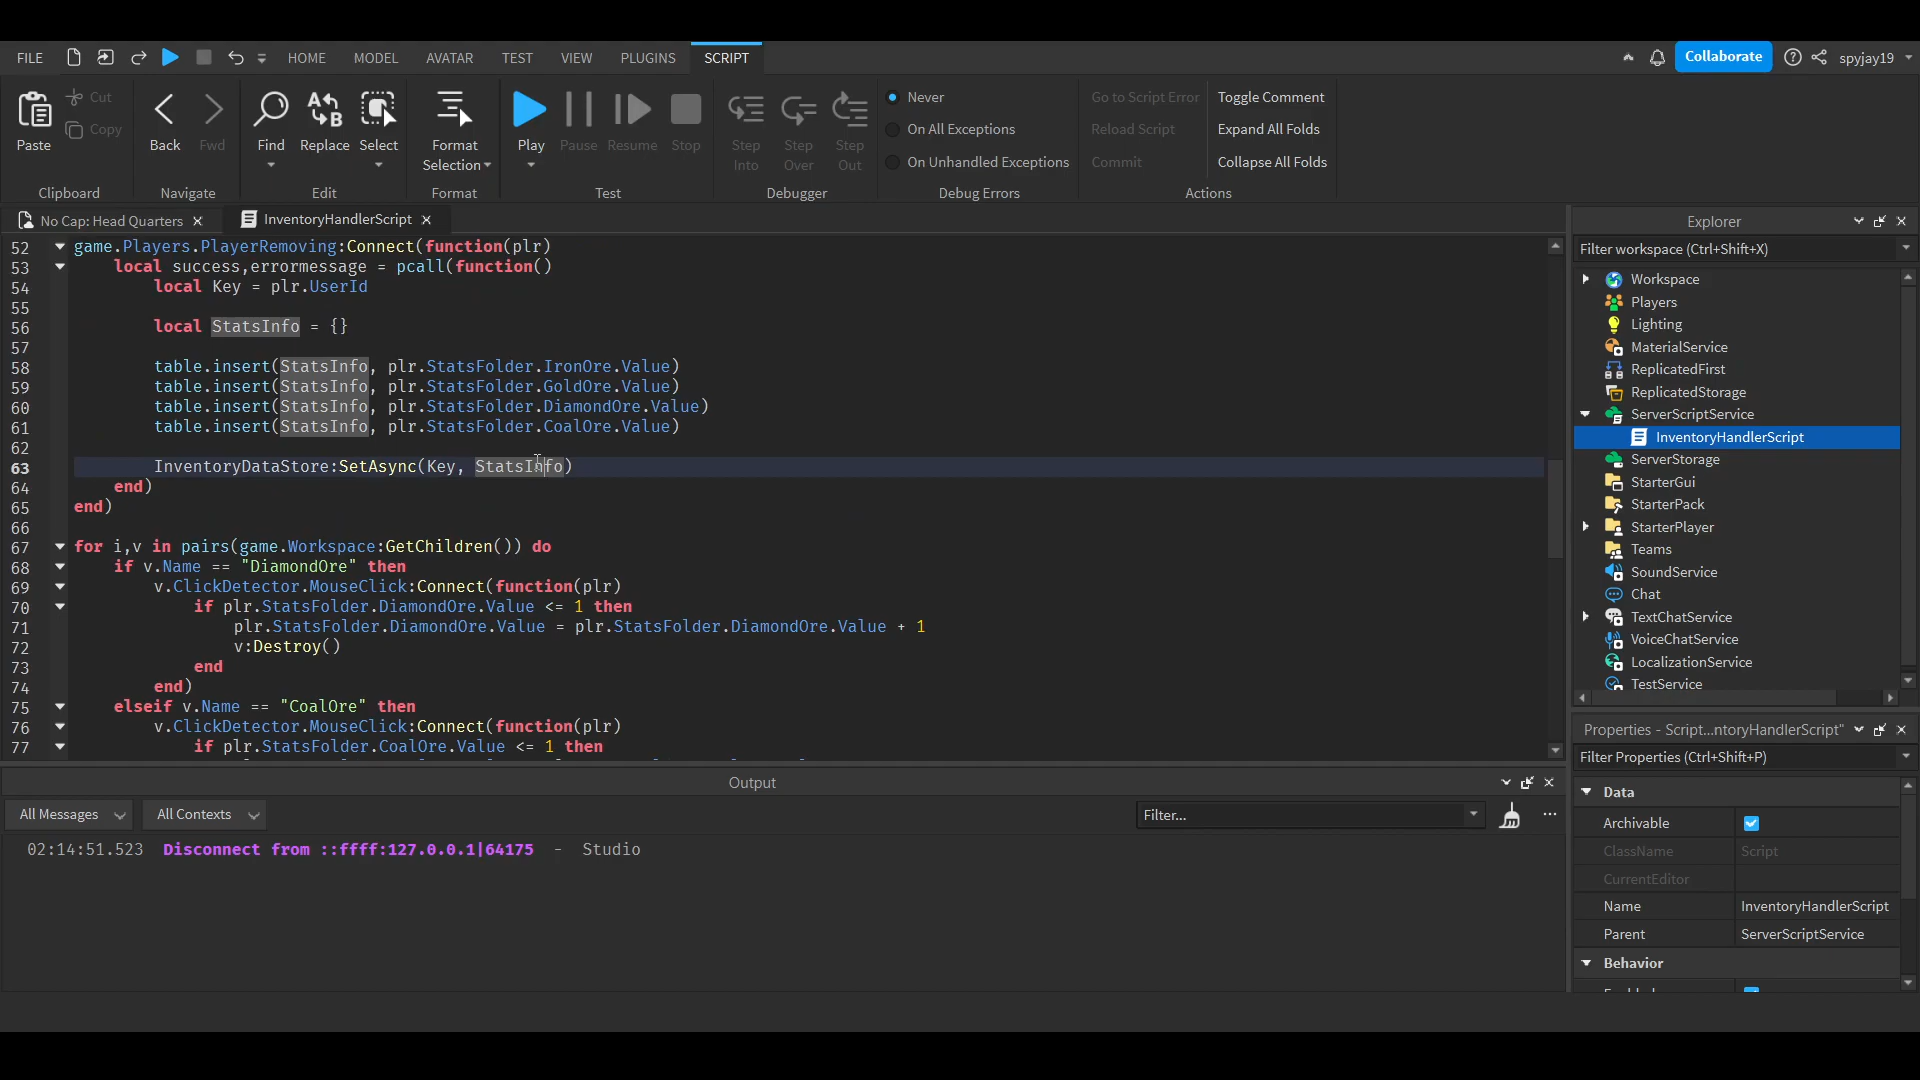 FILE HOME MODEL AVATAR TEST VIEW PLUGINS SCRIPT Collaborate spyjay19
Paste Cut Copy Back Fwd Find Replace Select Format Selection Play Pause Resume Stop Step Into Step Over Step Out
Never Go to Script Error Toggle Comment
On All Exceptions Reload Script Expand All Folds
On Unhandled Exceptions Commit Collapse All Folds
Clipboard Navigate Edit Format Test Debugger Debug Errors Actions
No Cap: Head Quarters InventoryHandlerScript
52 game.Players.PlayerRemoving:Connect(function(plr)
53 local success,errormessage = pcall(function()
54 local Key = plr.UserId
55
56 local StatsInfo = {}
57
58 table.insert(StatsInfo, plr.StatsFolder.IronOre.Value)
59 table.insert(StatsInfo, plr.StatsFolder.GoldOre.Value)
60 table.insert(StatsInfo, plr.StatsFolder.DiamondOre.Value)
61 table.insert(StatsInfo, plr.StatsFolder.CoalOre.Value)
62
63 InventoryDataStore:SetAsync(Key, StatsInfo)
64 end)
65 end)
66
67 for i,v in pairs(game.Workspace:GetChildren()) do
68 if v.Name == "DiamondOre" then
69 v.ClickDetector.MouseClick:Connect(function(plr)
70 if plr.StatsFolder.DiamondOre.Value <= 1 then
71 plr.StatsFolder.DiamondOre.Value = plr.StatsFolder.DiamondOre.Value + 1
72 v:Destroy()
73 end
74 end)
75 elseif v.Name == "CoalOre" then
76 v.ClickDetector.MouseClick:Connect(function(plr)
77 if plr.StatsFolder.CoalOre.Value <= 1 then
Output
All Messages All Contexts Filter...
02:14:51.523 Disconnect from ::ffff:127.0.0.1|64175 - Studio
Explorer
Filter workspace (Ctrl+Shift+X)
Workspace
Players
Lighting
MaterialService
ReplicatedFirst
ReplicatedStorage
ServerScriptService
InventoryHandlerScript
ServerStorage
StarterGui
StarterPack
StarterPlayer
Teams
SoundService
Chat
TextChatService
VoiceChatService
LocalizationService
TestService
Properties - Script...ntoryHandlerScript"
Filter Properties (Ctrl+Shift+P)
Data
Archivable
ClassName Script
CurrentEditor
Name InventoryHandlerScript
Parent ServerScriptService
Behavior